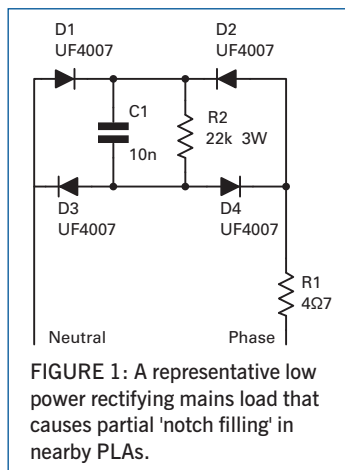 D1
UF4007
D2
UF4007
C1
10n
R2
22k 3W
D3
UF4007
D4
UF4007
R1
4Ω7
Neutral
Phase
FIGURE 1: A representative low
power rectifying mains load that
causes partial 'notch filling' in
nearby PLAs.